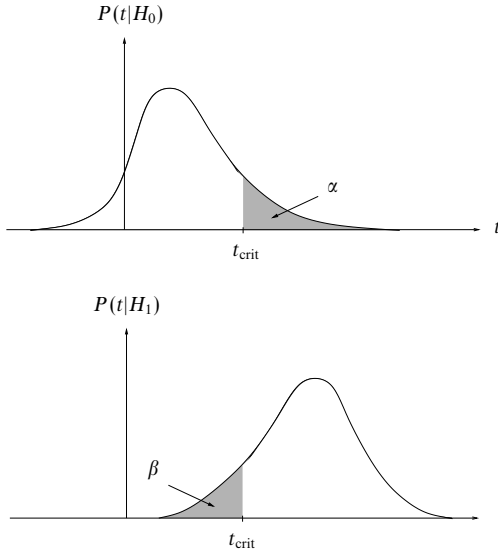 P(t|H₀)
α
t
t_crit
P(t|H₁)
β
t_crit